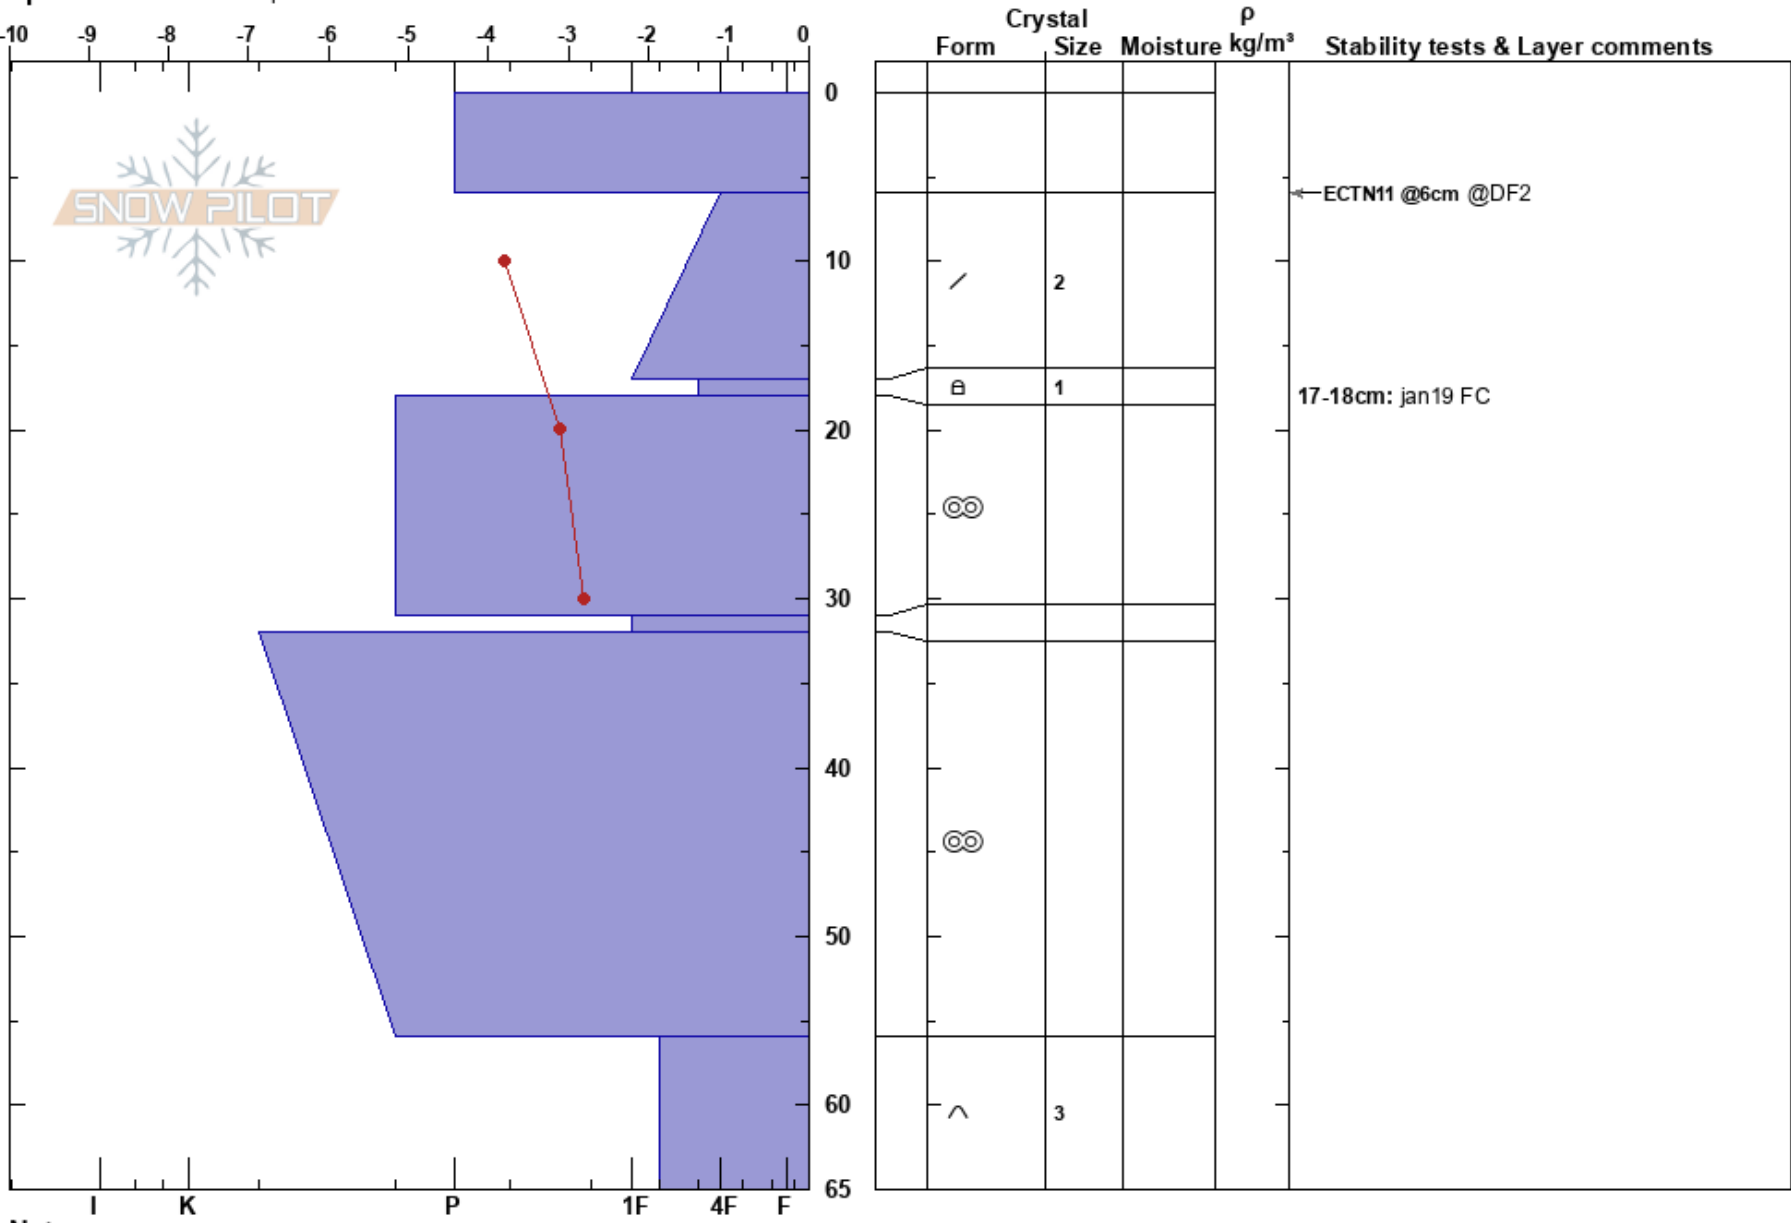 -10 -9 -8 -7 -6 -5 -4 -3 -2 -1 0
Crystal
Form Size Moisture ρ kg/m³ Stability tests & Layer comments
0
SNOW PILOT
ECTN11 @6cm @DF2
10
2
1
17-18cm: jan19 FC
20
30
40
50
60
3
65
I K P 1F 4F F